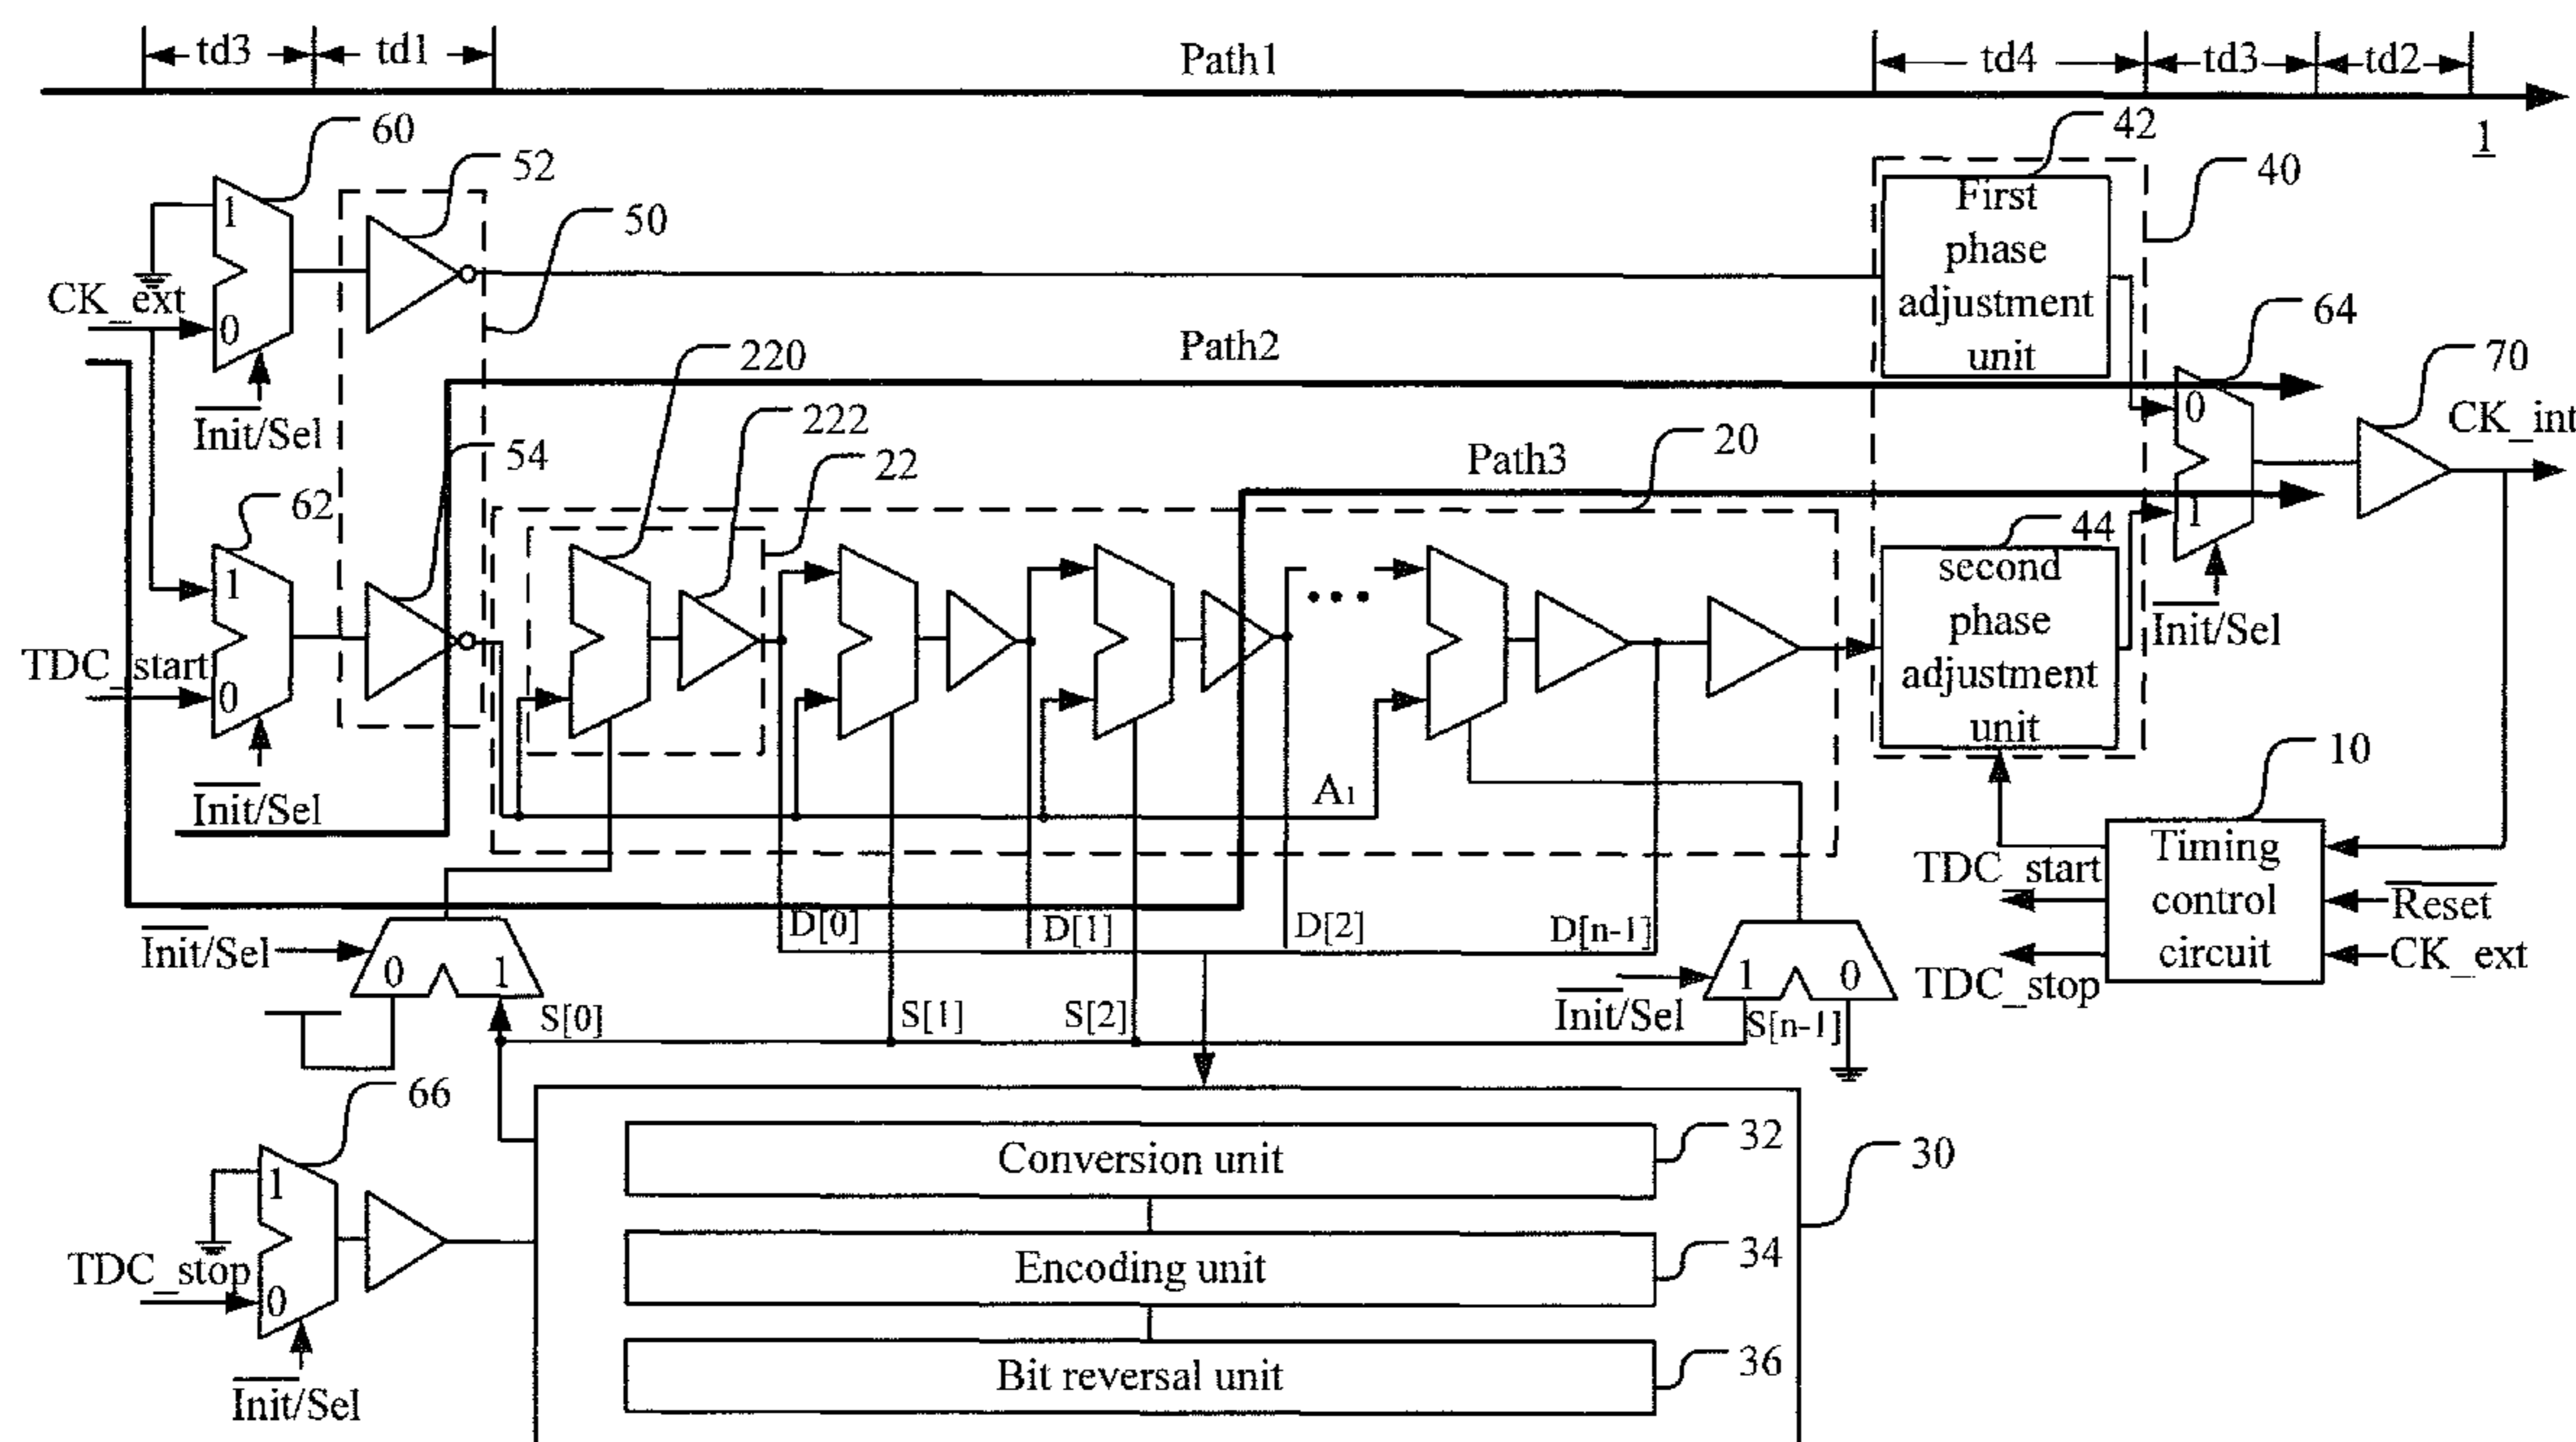 td3 td1 Path1 td4 td3 td2
60 42
1
52 40
1 50 First
phase
adjustment
unit
CK_ext
0
Path2 64
220 70
Init/Sel 222 0 CK_int
54 22 20
Path3
62 1
44
1 second
phase
adjustment
unit
Init/Sel
TDC_start
0
10
Init/Sel A1
TDC_start Timing
control
circuit
Reset
CK_ext
TDC_stop
D[0] D[1] D[2] D[n-1]
Init/Sel 0 1 1 0
Init/Sel
S[0] S[1] S[2] S[n-1]
66
1 Conversion unit 32
30
TDC_stop Encoding unit 34
0
Init/Sel Bit reversal unit 36